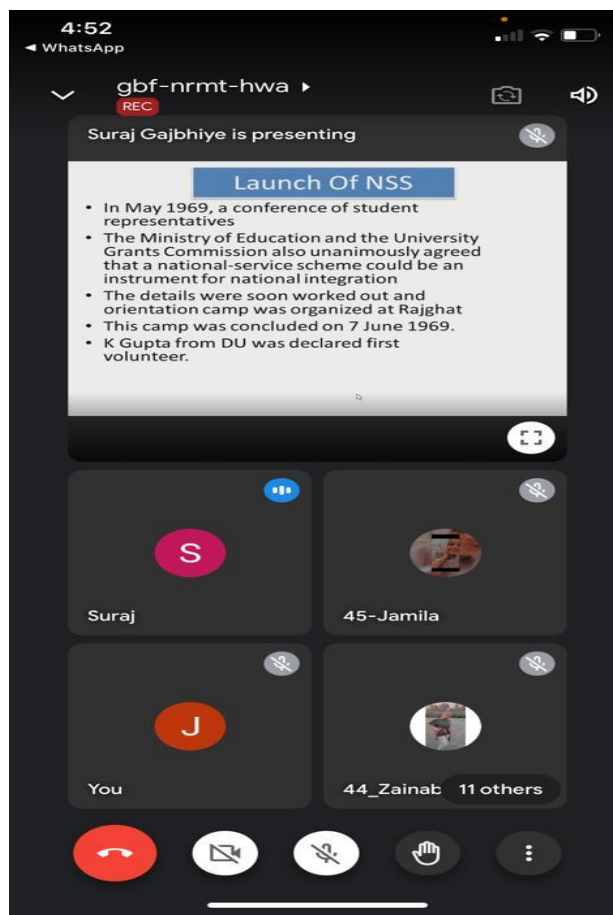 4:52
◀ WhatsApp
gbf-nrmt-hwa ▸
REC
Suraj Gajbhiye is presenting
Launch Of NSS
• In May 1969, a conference of student
representatives
• The Ministry of Education and the University
Grants Commission also unanimously agreed
that a national-service scheme could be an
instrument for national integration
• The details were soon worked out and
orientation camp was organized at Rajghat
• This camp was concluded on 7 June 1969.
• K Gupta from DU was declared first
volunteer.
S
Suraj
45-Jamila
J
You
44_Zainab
11 others